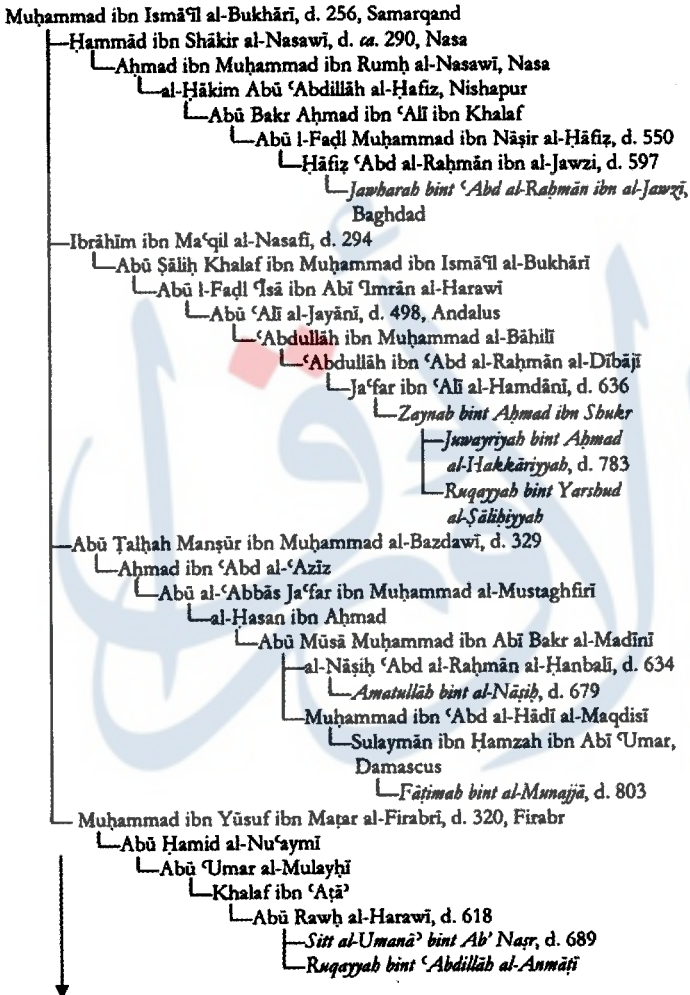 Muḥammad ibn Ismāʿīl al-Bukhārī, d. 256, Samarqand
Ḥammād ibn Shākir al-Nasawī, d. ca. 290, Nasa
Aḥmad ibn Muḥammad ibn Rumḥ al-Nasawī, Nasa
al-Ḥākim Abū ʿAbdillāh al-Ḥafiz, Nishapur
Abū Bakr Aḥmad ibn ʿAlī ibn Khalaf
Abū l-Faḍl Muḥammad ibn Nāṣir al-Ḥāfiẓ, d. 550
Ḥāfiẓ ʿAbd al-Raḥmān ibn al-Jawzi, d. 597
Jawharah bint ʿAbd al-Raḥmān ibn al-Jawzī,
Baghdad
Ibrāhīm ibn Maʿqil al-Nasafī, d. 294
Abū Ṣāliḥ Khalaf ibn Muḥammad ibn Ismāʿīl al-Bukhārī
Abū l-Faḍl ʿĪsā ibn Abī ʿImrān al-Harawī
Abū ʿAlī al-Jayānī, d. 498, Andalus
ʿAbdullāh ibn Muḥammad al-Bāhilī
ʿAbdullāh ibn ʿAbd al-Raḥmān al-Dībājī
Jaʿfar ibn ʿAlī al-Hamdānī, d. 636
Zaynab bint Aḥmad ibn Shukr
Juwayriyah bint Aḥmad
al-Hakkāriyyah, d. 783
Ruqayyah bint Yarshud
al-Ṣāliḥiyyah
Abū Ṭalḥah Manṣūr ibn Muḥammad al-Bazdawī, d. 329
Aḥmad ibn ʿAbd al-ʿAzīz
Abū al-ʿAbbās Jaʿfar ibn Muḥammad al-Mustaghfirī
al-Ḥasan ibn Aḥmad
Abū Mūsā Muḥammad ibn Abī Bakr al-Madīnī
al-Nāṣiḥ ʿAbd al-Raḥmān al-Ḥanbalī, d. 634
Amatullāh bint al-Nāṣiḥ, d. 679
Muḥammad ibn ʿAbd al-Hādī al-Maqdisī
Sulaymān ibn Ḥamzah ibn Abī ʿUmar,
Damascus
Fāṭimah bint al-Munajjā, d. 803
Muḥammad ibn Yūsuf ibn Maṭar al-Firabrī, d. 320, Firabr
Abū Ḥamid al-Nuʿaymī
Abū ʿUmar al-Mulayḥī
Khalaf ibn ʿAṭāʾ
Abū Rawḥ al-Harawī, d. 618
Sitt al-Umanāʾ bint Ab' Naṣr, d. 689
Ruqayyah bint ʿAbdillāh al-Anmāṭī